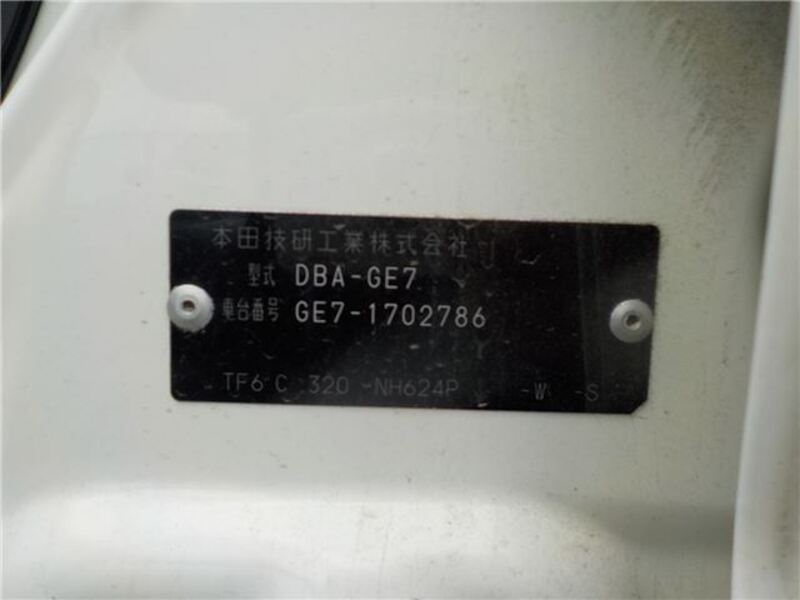 本田技研工業株式会社
型式 DBA-GE7
車台番号 GE7-1702786
TF6 C 320 -NH624P -W -S